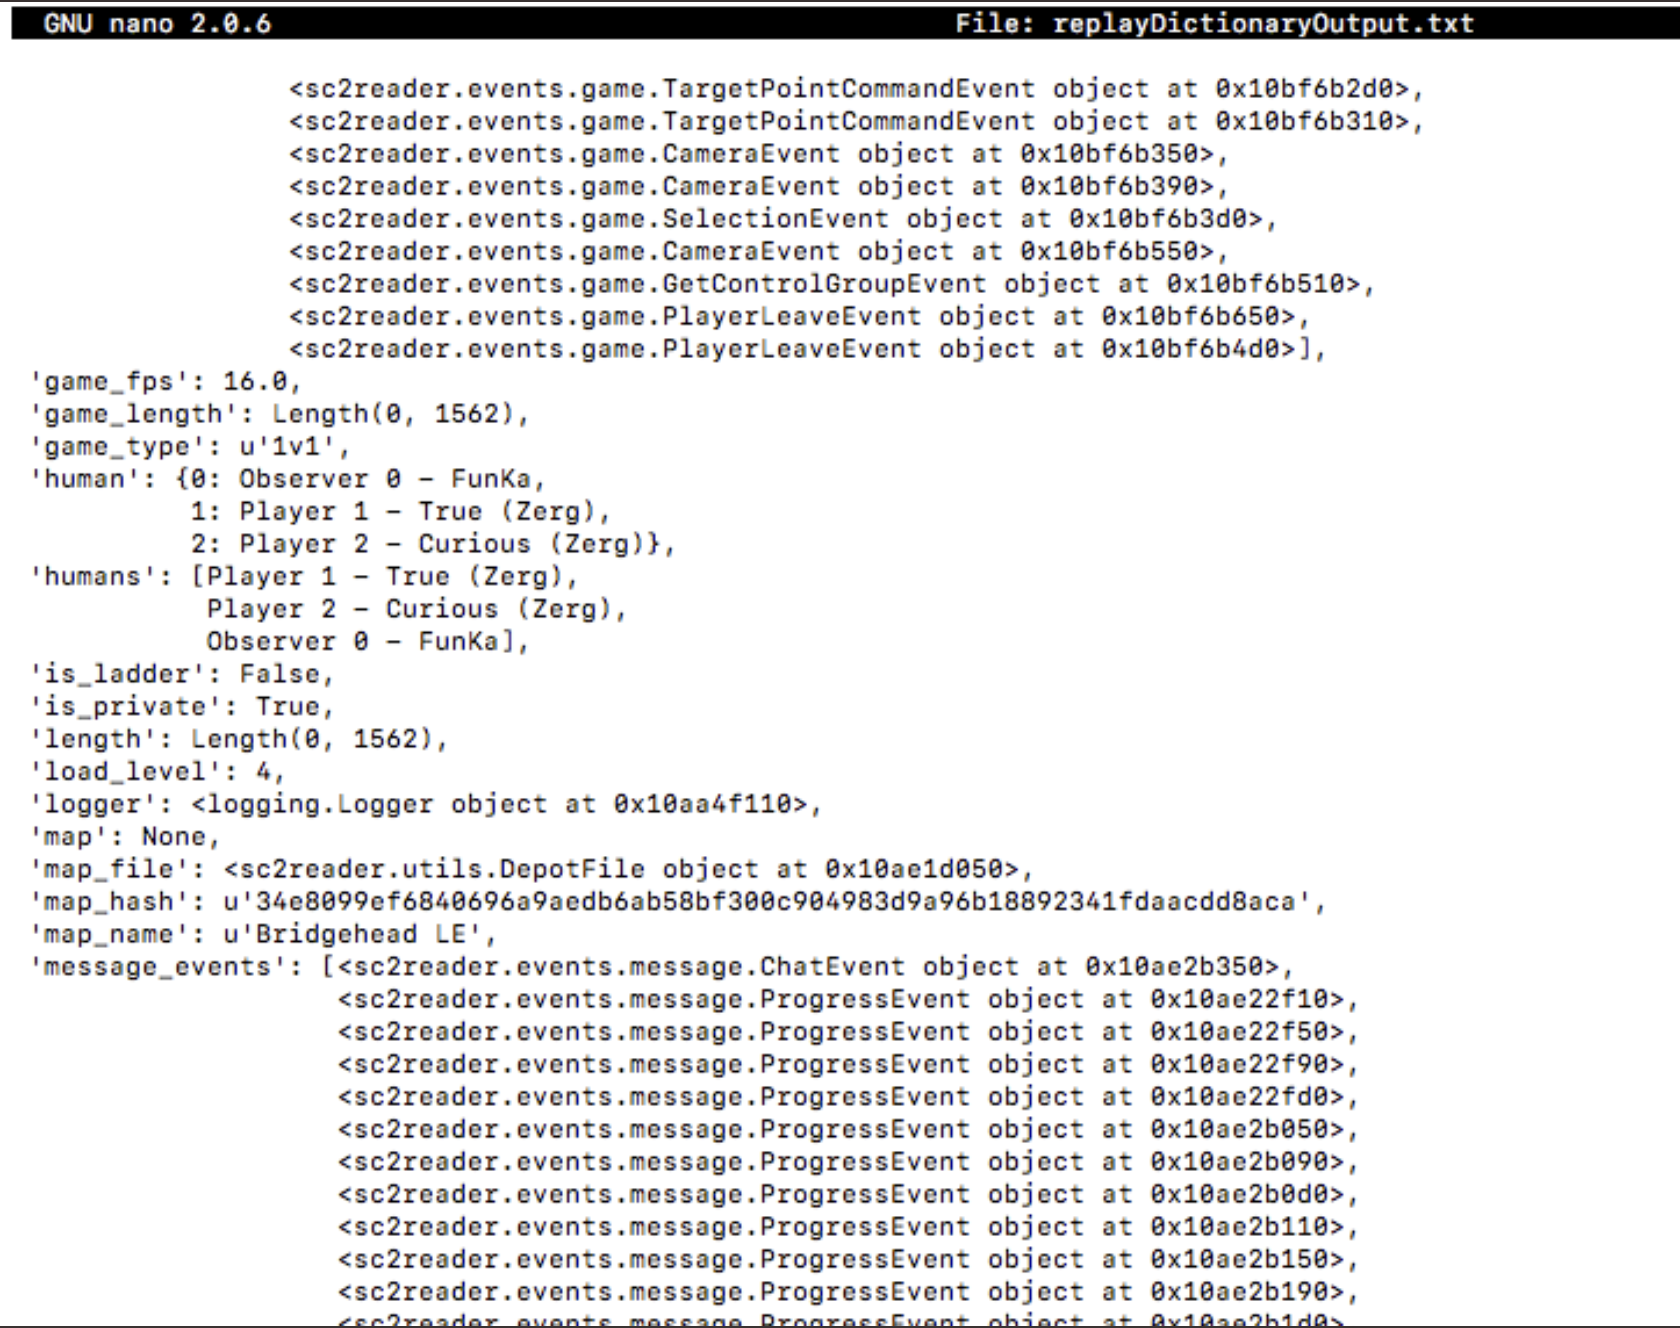 GNU nano 2.0.6 File: replayDictionaryOutput.txt
<sc2reader.events.game.TargetPointCommandEvent object at 0x10bf6b2d0>,
<sc2reader.events.game.TargetPointCommandEvent object at 0x10bf6b310>,
<sc2reader.events.game.CameraEvent object at 0x10bf6b350>,
<sc2reader.events.game.CameraEvent object at 0x10bf6b390>,
<sc2reader.events.game.SelectionEvent object at 0x10bf6b3d0>,
<sc2reader.events.game.CameraEvent object at 0x10bf6b550>,
<sc2reader.events.game.GetControlGroupEvent object at 0x10bf6b510>,
<sc2reader.events.game.PlayerLeaveEvent object at 0x10bf6b650>,
<sc2reader.events.game.PlayerLeaveEvent object at 0x10bf6b4d0>],
'game_fps': 16.0,
'game_length': Length(0, 1562),
'game_type': u'1v1',
'human': {0: Observer 0 - FunKa,
1: Player 1 - True (Zerg),
2: Player 2 - Curious (Zerg)},
'humans': [Player 1 - True (Zerg),
Player 2 - Curious (Zerg),
Observer 0 - FunKa],
'is_ladder': False,
'is_private': True,
'length': Length(0, 1562),
'load_level': 4,
'logger': <logging.Logger object at 0x10aa4f110>,
'map': None,
'map_file': <sc2reader.utils.DepotFile object at 0x10ae1d050>,
'map_hash': u'34e8099ef6840696a9aedb6ab58bf300c904983d9a96b18892341fdaacdd8aca',
'map_name': u'Bridgehead LE',
'message_events': [<sc2reader.events.message.ChatEvent object at 0x10ae2b350>,
<sc2reader.events.message.ProgressEvent object at 0x10ae22f10>,
<sc2reader.events.message.ProgressEvent object at 0x10ae22f50>,
<sc2reader.events.message.ProgressEvent object at 0x10ae22f90>,
<sc2reader.events.message.ProgressEvent object at 0x10ae22fd0>,
<sc2reader.events.message.ProgressEvent object at 0x10ae2b050>,
<sc2reader.events.message.ProgressEvent object at 0x10ae2b090>,
<sc2reader.events.message.ProgressEvent object at 0x10ae2b0d0>,
<sc2reader.events.message.ProgressEvent object at 0x10ae2b110>,
<sc2reader.events.message.ProgressEvent object at 0x10ae2b150>,
<sc2reader.events.message.ProgressEvent object at 0x10ae2b190>,
<sc2reader.events.message.ProgressEvent object at 0x10ae2b1d0>